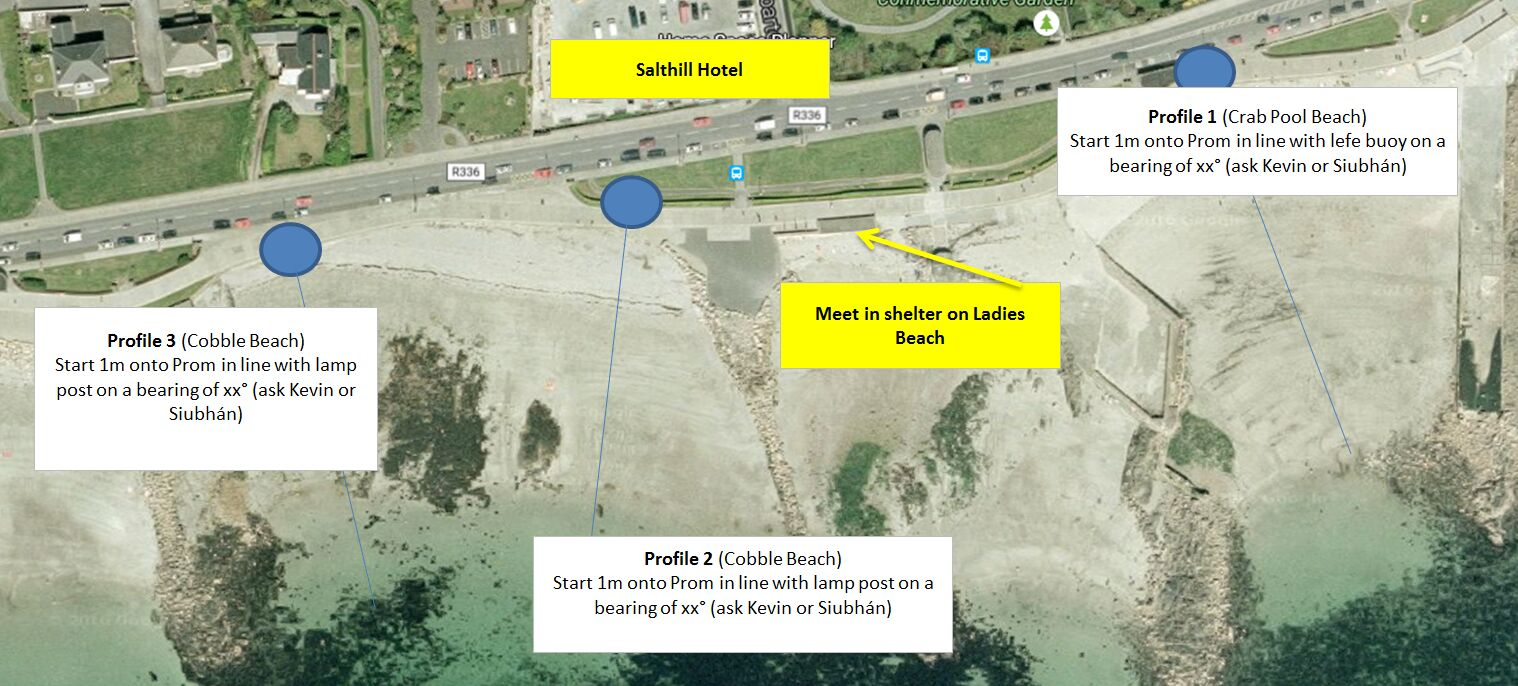 Commemorative Garden
Salthill Hotel
R336
Profile 1 (Crab Pool Beach)
Start 1m onto Prom in line with lefe buoy on a
bearing of xx° (ask Kevin or Siubhán)
R336
Meet in shelter on Ladies
Beach
Profile 3 (Cobble Beach)
Start 1m onto Prom in line with lamp
post on a bearing of xx° (ask Kevin or
Siubhán)
Profile 2 (Cobble Beach)
Start 1m onto Prom in line with lamp post on a
bearing of xx° (ask Kevin or Siubhán)